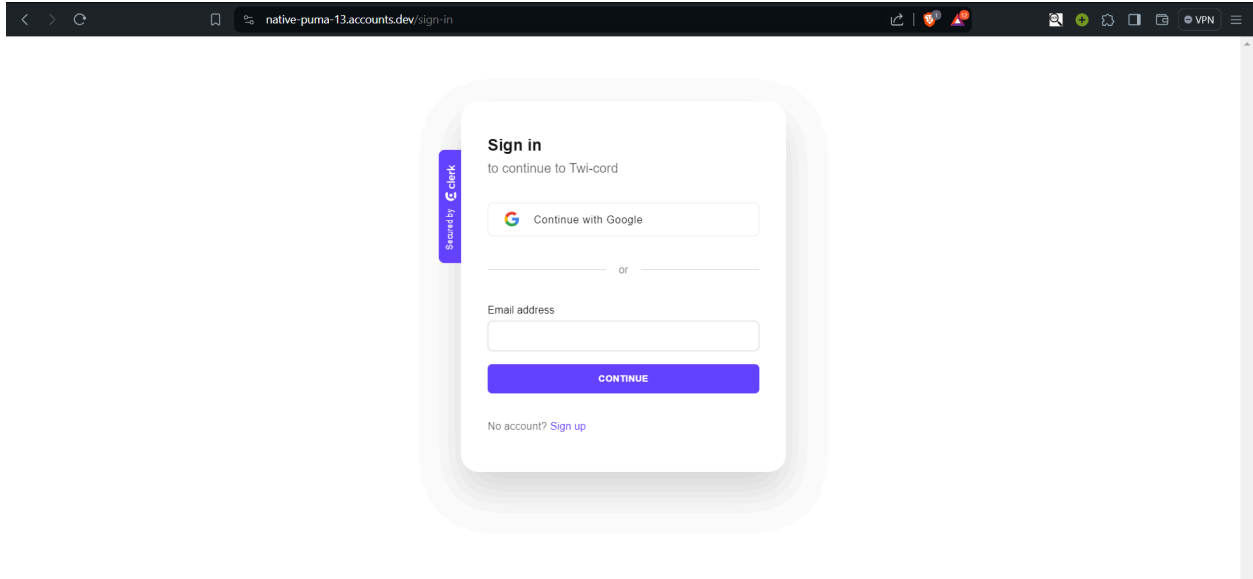 native-puma-13.accounts.dev/sign-in
VPN
Sign in
to continue to Twi-cord
Secured by clerk
Continue with Google
or
Email address
CONTINUE
No account? Sign up